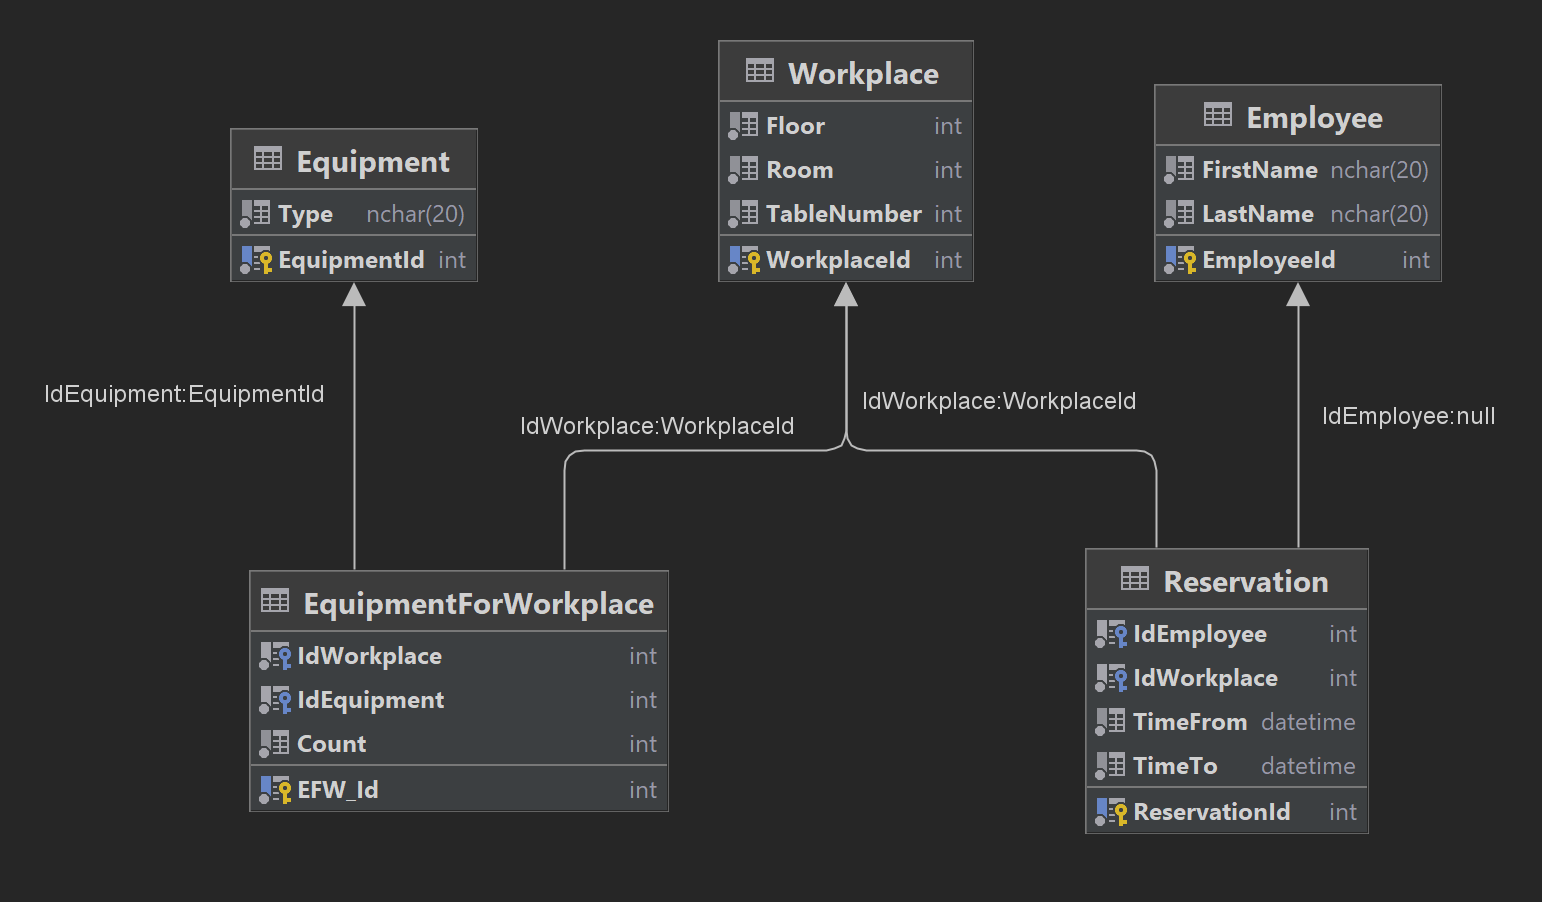 Equipment
Type nchar(20)
EquipmentId int
Workplace
Floor int
Room int
TableNumber int
WorkplaceId int
Employee
FirstName nchar(20)
LastName nchar(20)
EmployeeId int
IdEquipment:EquipmentId
IdWorkplace:WorkplaceId
IdWorkplace:WorkplaceId
IdEmployee:null
EquipmentForWorkplace
IdWorkplace int
IdEquipment int
Count int
EFW_Id int
Reservation
IdEmployee int
IdWorkplace int
TimeFrom datetime
TimeTo datetime
ReservationId int